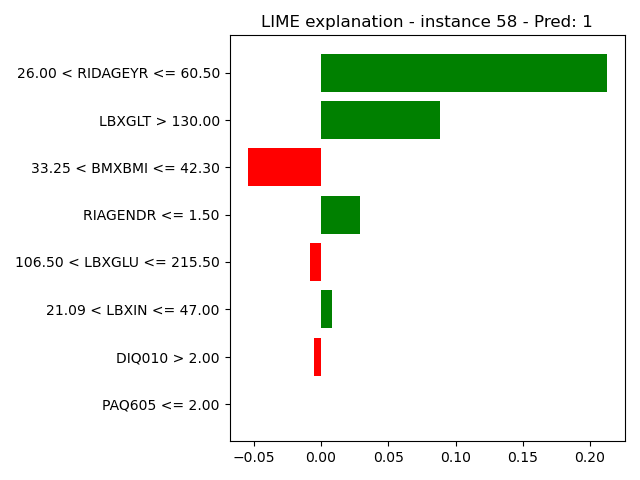 LIME explanation - instance 58 - Pred: 1
26.00 < RIDAGEYR <= 60.50
LBXGLT > 130.00
33.25 < BMXBMI <= 42.30
RIAGENDR <= 1.50
106.50 < LBXGLU <= 215.50
21.09 < LBXIN <= 47.00
DIQ010 > 2.00
PAQ605 <= 2.00
−0.05 0.00 0.05 0.10 0.15 0.20